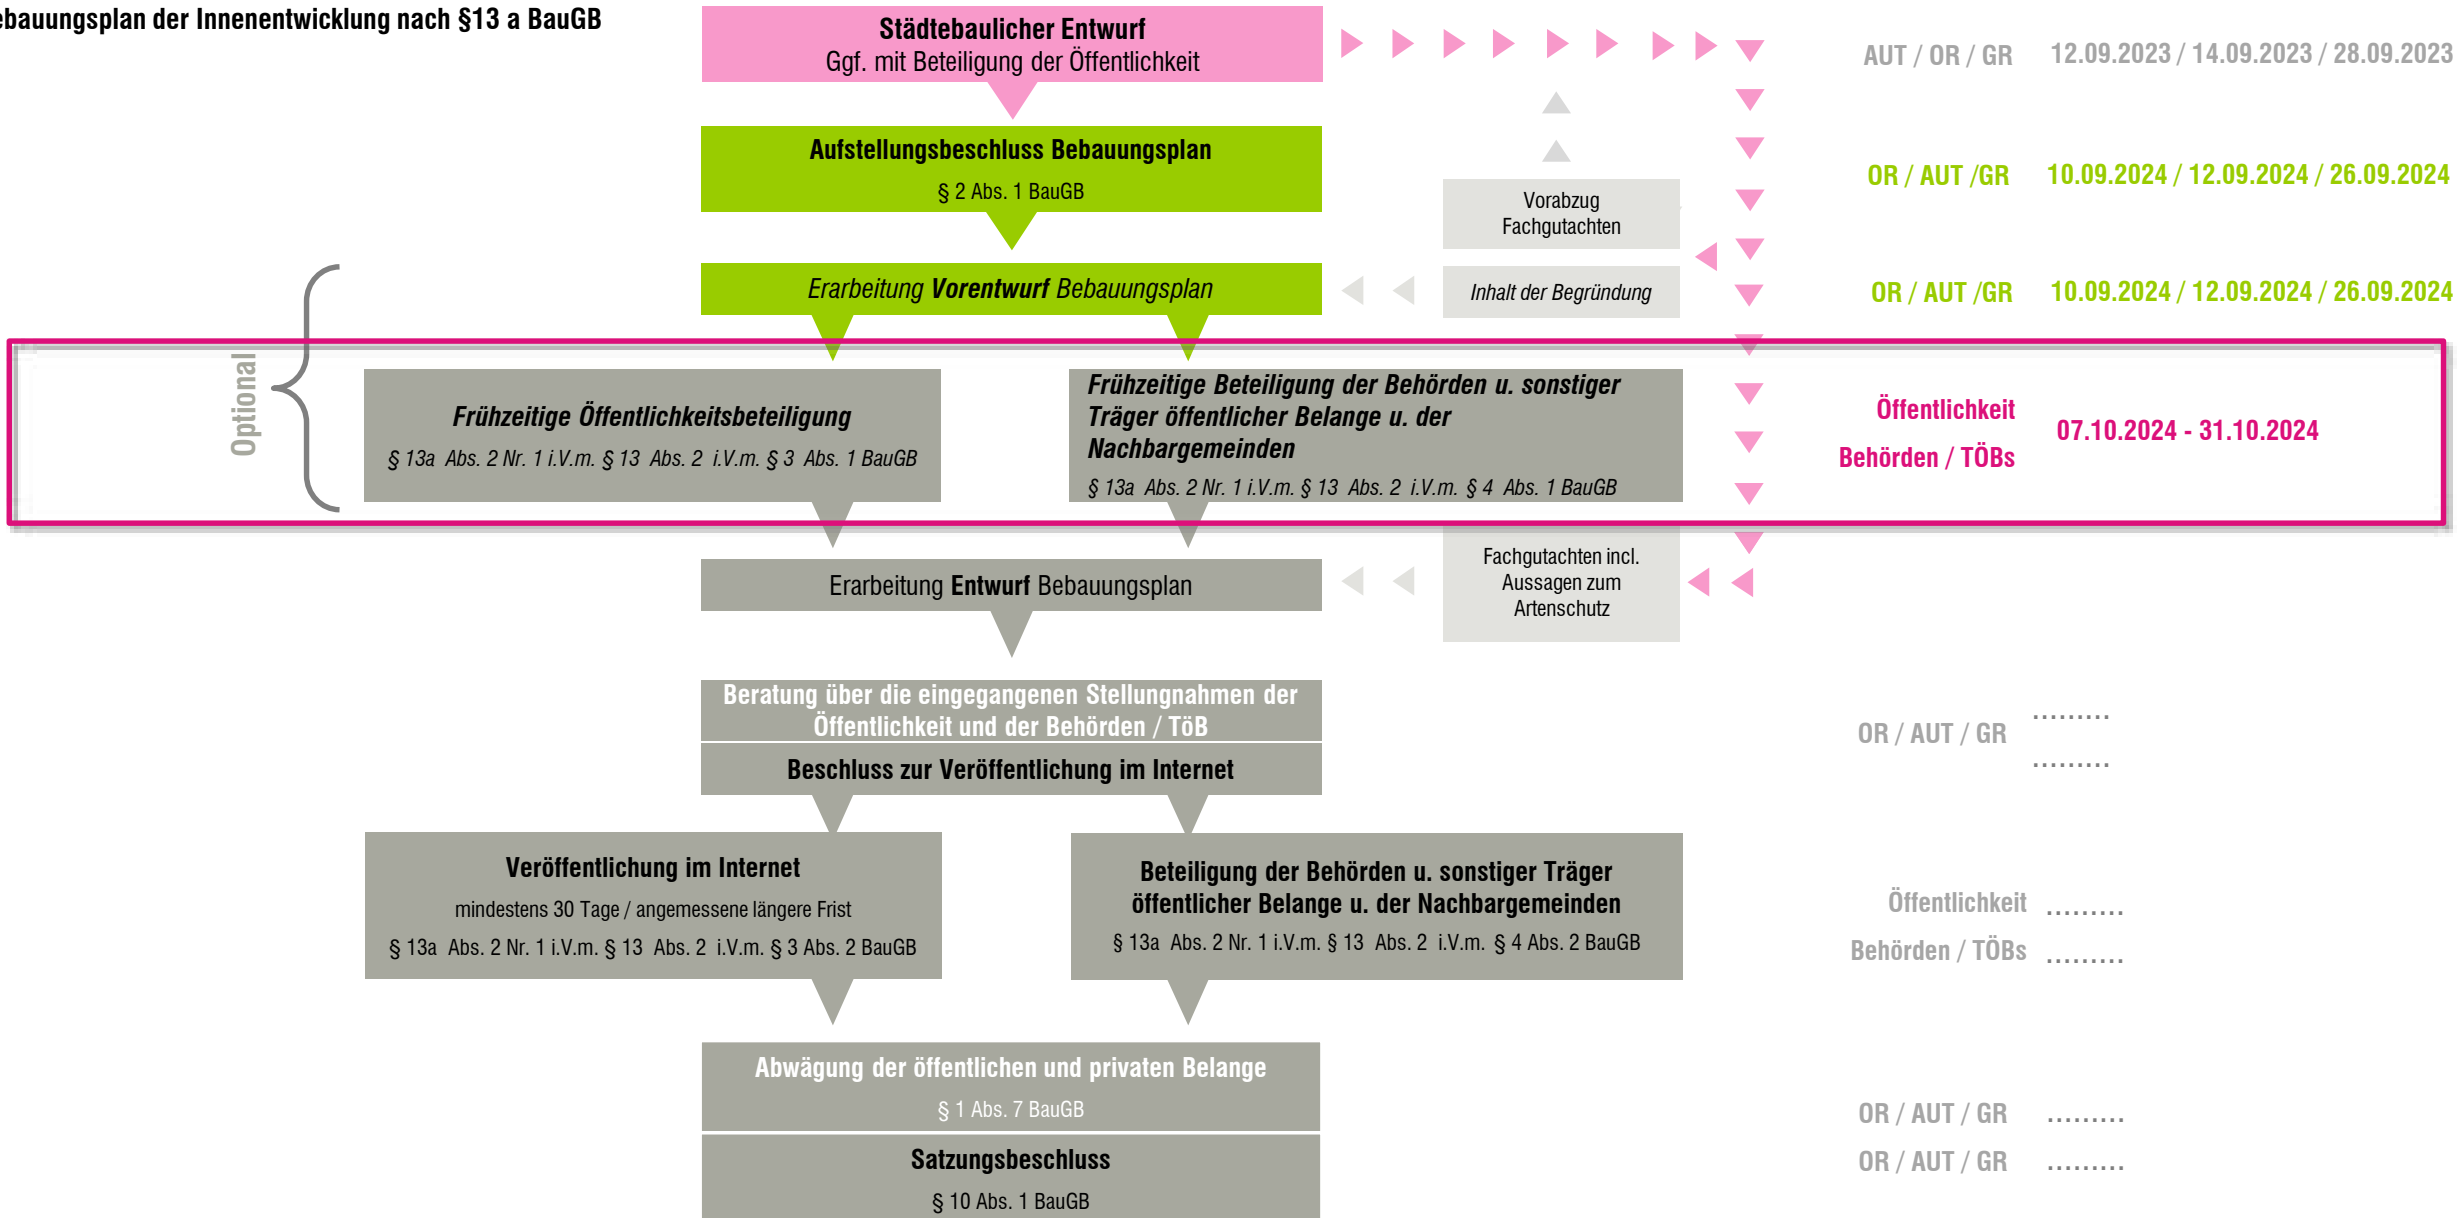 ebauungsplan der Innenentwicklung nach §13 a BauGB
Städtebaulicher Entwurf
Ggf. mit Beteiligung der Öffentlichkeit
AUT / OR / GR 12.09.2023 / 14.09.2023 / 28.09.2023
Aufstellungsbeschluss Bebauungsplan
§ 2 Abs. 1 BauGB
OR / AUT /GR 10.09.2024 / 12.09.2024 / 26.09.2024
Vorabzug
Fachgutachten
Erarbeitung Vorentwurf Bebauungsplan
Inhalt der Begründung
OR / AUT /GR 10.09.2024 / 12.09.2024 / 26.09.2024
Optional
Frühzeitige Öffentlichkeitsbeteiligung
§ 13a Abs. 2 Nr. 1 i.V.m. § 13 Abs. 2 i.V.m. § 3 Abs. 1 BauGB
Frühzeitige Beteiligung der Behörden u. sonstiger
Träger öffentlicher Belange u. der
Nachbargemeinden
§ 13a Abs. 2 Nr. 1 i.V.m. § 13 Abs. 2 i.V.m. § 4 Abs. 1 BauGB
Öffentlichkeit
Behörden / TÖBs
07.10.2024 - 31.10.2024
Erarbeitung Entwurf Bebauungsplan
Fachgutachten incl.
Aussagen zum
Artenschutz
Beratung über die eingegangenen Stellungnahmen der
Öffentlichkeit und der Behörden / TöB
Beschluss zur Veröffentlichung im Internet
OR / AUT / GR
.........
.........
Veröffentlichung im Internet
mindestens 30 Tage / angemessene längere Frist
§ 13a Abs. 2 Nr. 1 i.V.m. § 13 Abs. 2 i.V.m. § 3 Abs. 2 BauGB
Beteiligung der Behörden u. sonstiger Träger
öffentlicher Belange u. der Nachbargemeinden
§ 13a Abs. 2 Nr. 1 i.V.m. § 13 Abs. 2 i.V.m. § 4 Abs. 2 BauGB
Öffentlichkeit .........
Behörden / TÖBs .........
Abwägung der öffentlichen und privaten Belange
§ 1 Abs. 7 BauGB
OR / AUT / GR .........
Satzungsbeschluss
§ 10 Abs. 1 BauGB
OR / AUT / GR .........